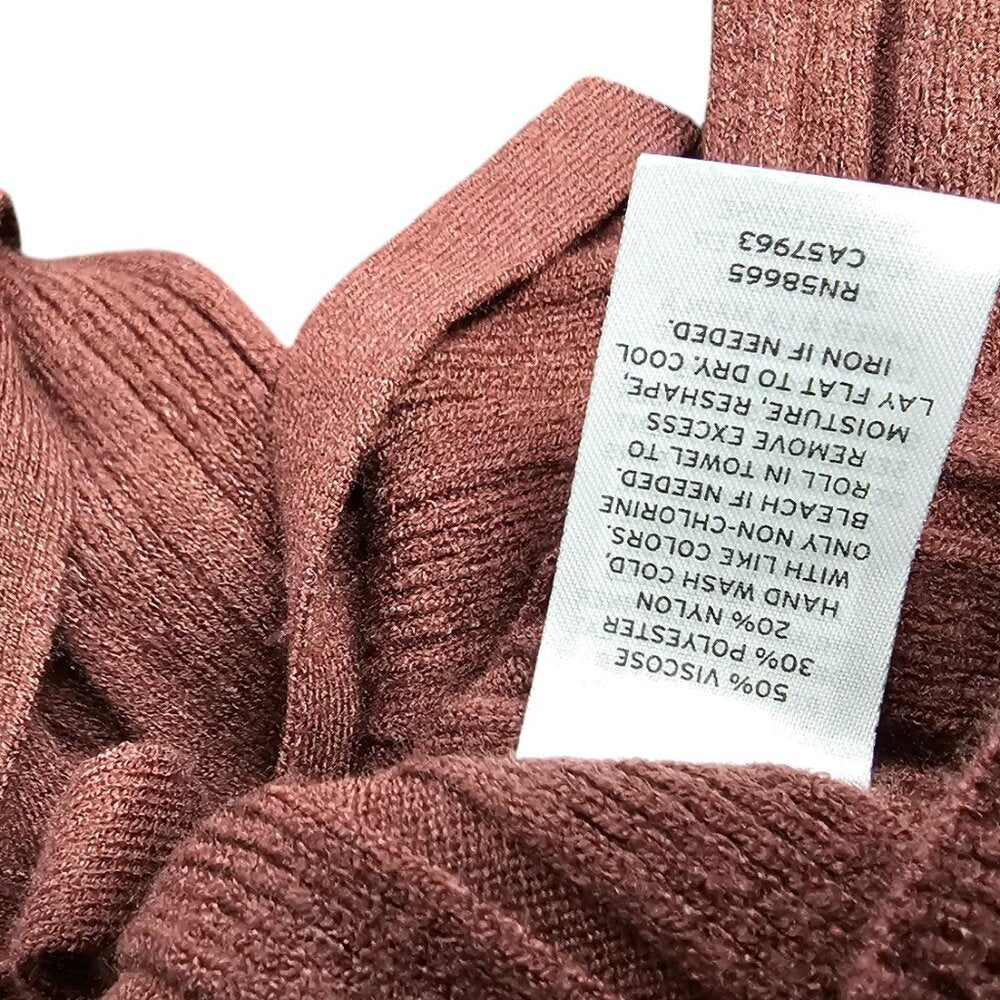 50% VISCOSE
30% POLYESTER
20% NYLON
HAND WASH COLD,
WITH LIKE COLORS.
ONLY NON-CHLORINE
BLEACH IF NEEDED.
ROLL IN TOWEL TO
REMOVE EXCESS
MOISTURE, RESHAPE,
LAY FLAT TO DRY. COOL
IRON IF NEEDED.
RN58665
CA57963